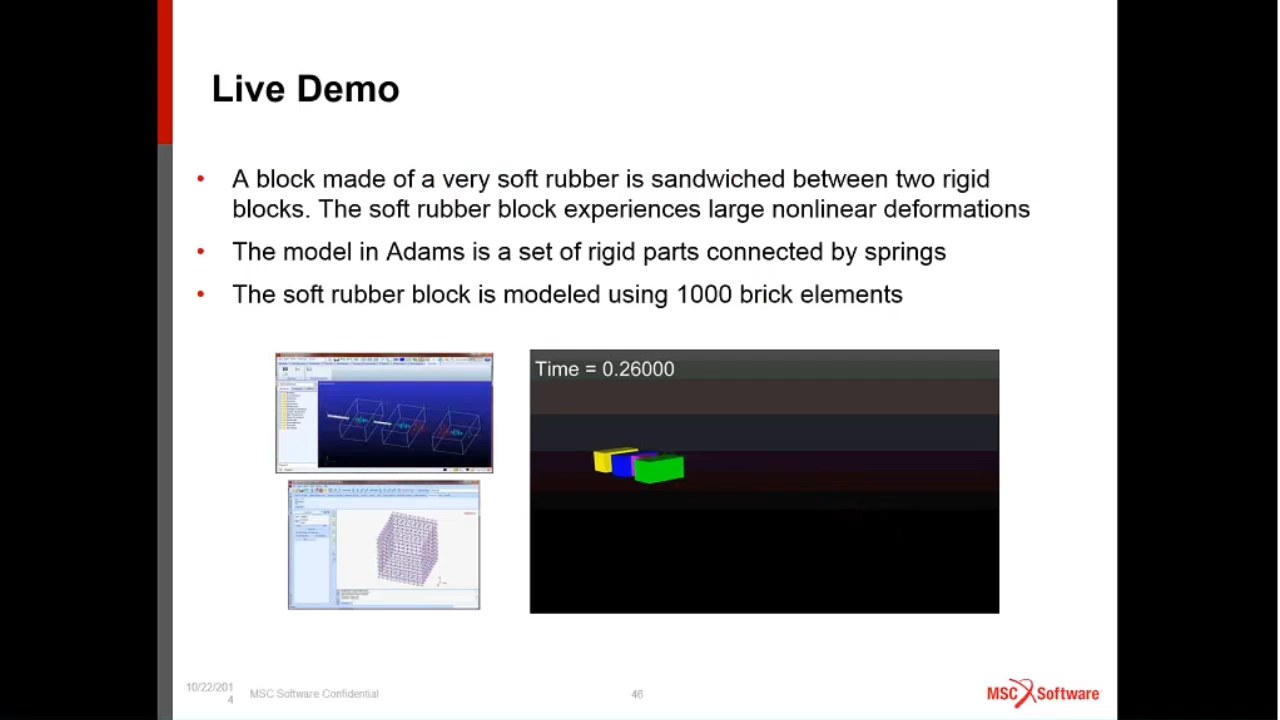 Live Demo
• A block made of a very soft rubber is sandwiched between two rigid
blocks. The soft rubber block experiences large nonlinear deformations
• The model in Adams is a set of rigid parts connected by springs
• The soft rubber block is modeled using 1000 brick elements
Time = 0.26000
10/22/201
4
MSC Software Confidential
46
MSC Software